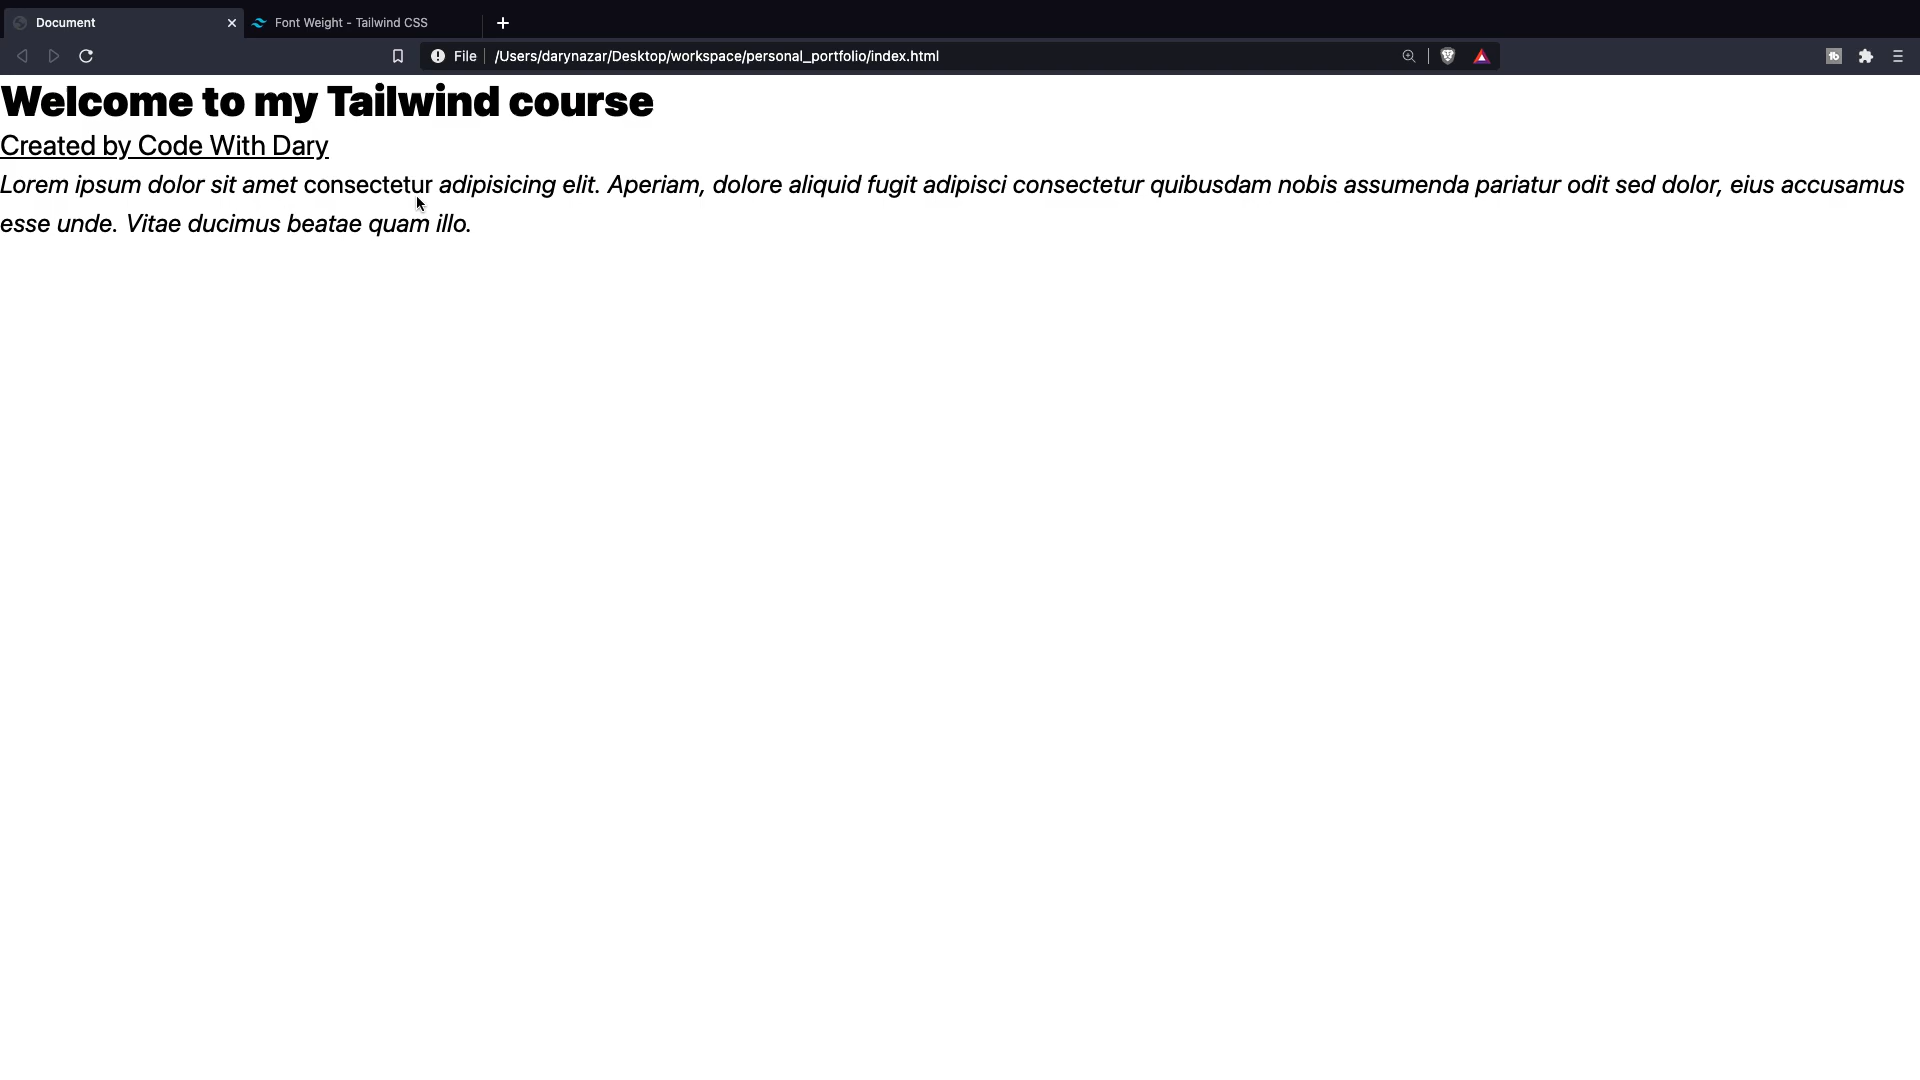 Document
Font Weight - Tailwind CSS
File
/Users/darynazar/Desktop/workspace/personal_portfolio/index.html
Welcome to my Tailwind course
Created by Code With Dary
Lorem ipsum dolor sit amet consectetur adipisicing elit. Aperiam, dolore aliquid fugit adipisci consectetur quibusdam nobis assumenda pariatur odit sed dolor, eius accusamus
esse unde. Vitae ducimus beatae quam illo.